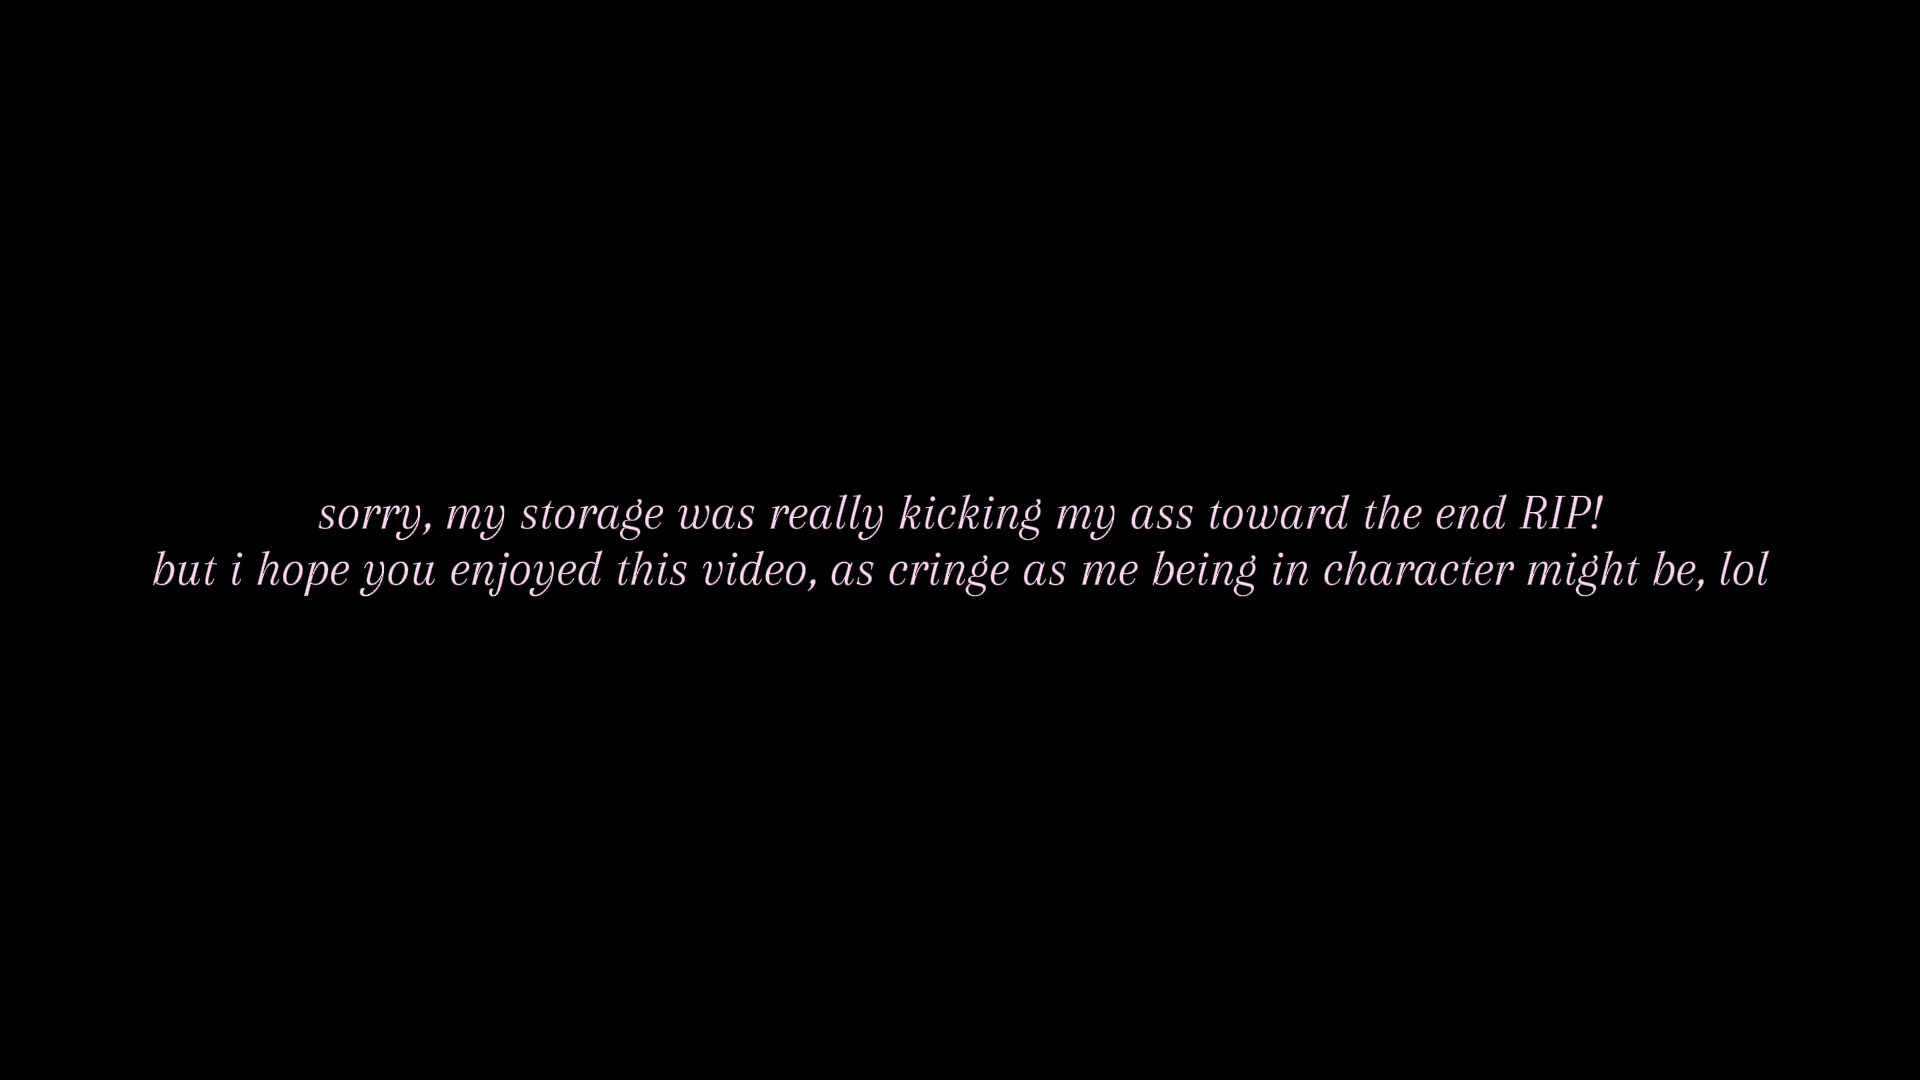 sorry, my storage was really kicking my ass toward the end RIP!
but i hope you enjoyed this video, as cringe as me being in character might be, lol